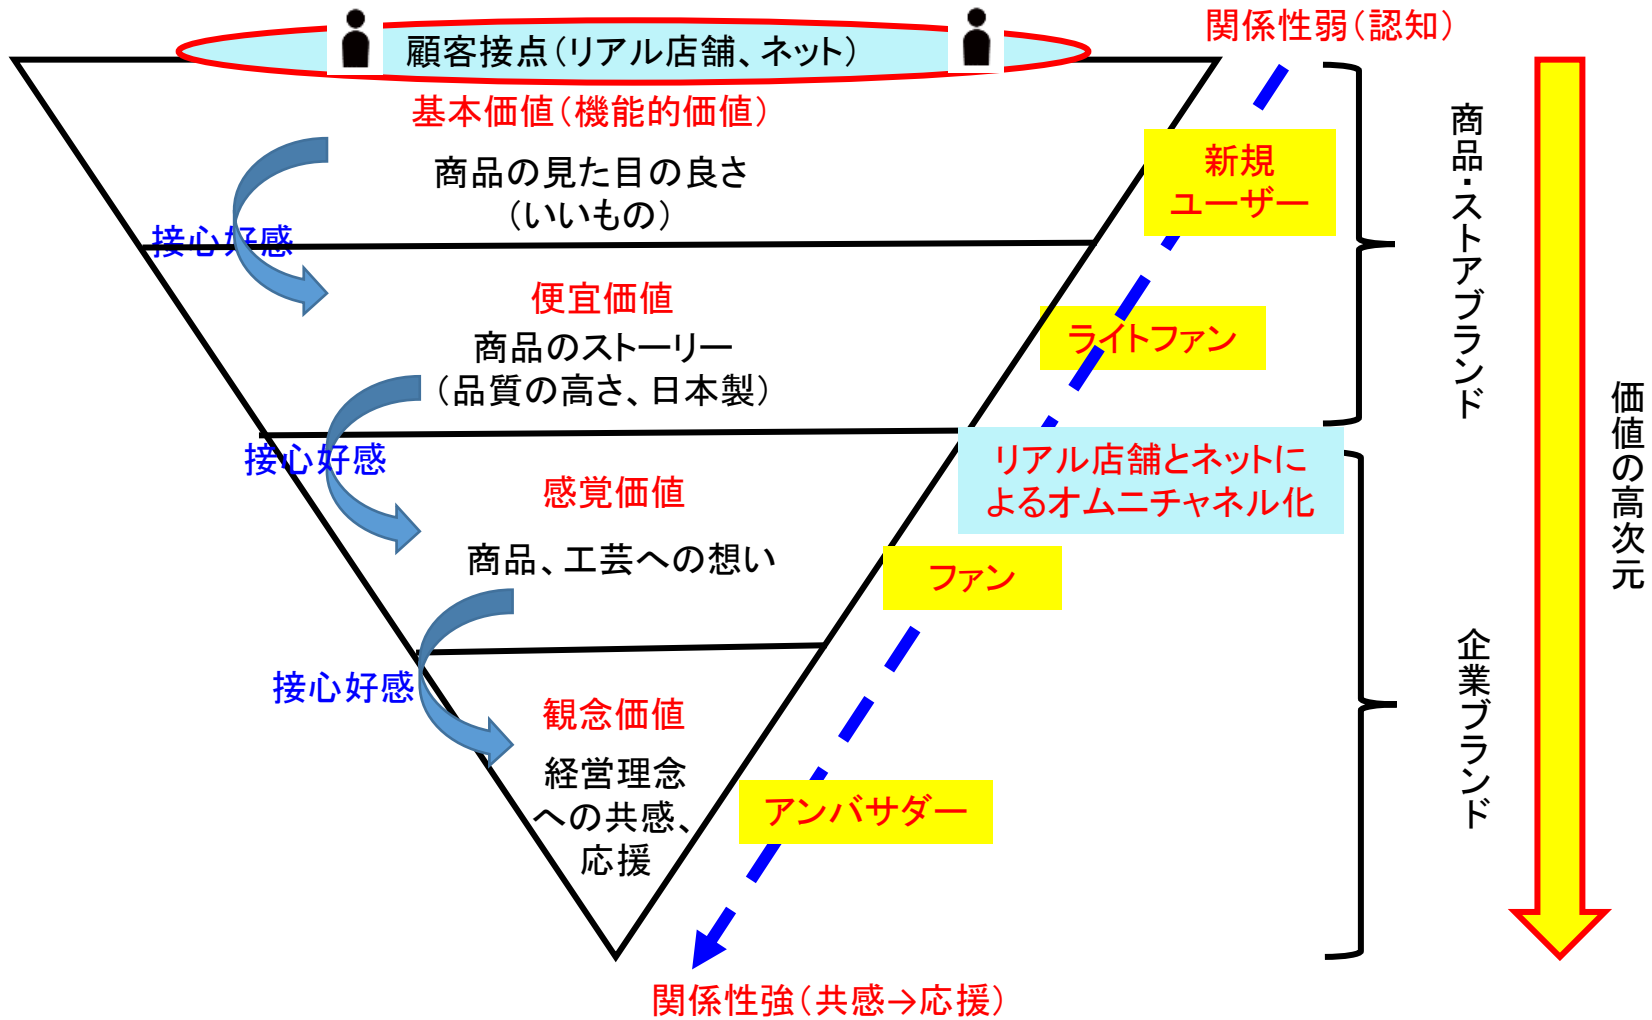 関係性弱（認知）
顧客接点（リアル店舗、ネット）
基本価値（機能的価値）
商品の見た目の良さ
（いいもの）
新規
ユーザー
接心好感
便宜価値
商品のストーリー
（品質の高さ、日本製）
ライトファン
商品・ストアブランド
接心好感
感覚価値
商品、工芸への想い
リアル店舗とネットに
よるオムニチャネル化
ファン
接心好感
観念価値
経営理念
への共感、
応援
アンバサダー
企業ブランド
価値の高次元
関係性強（共感→応援）